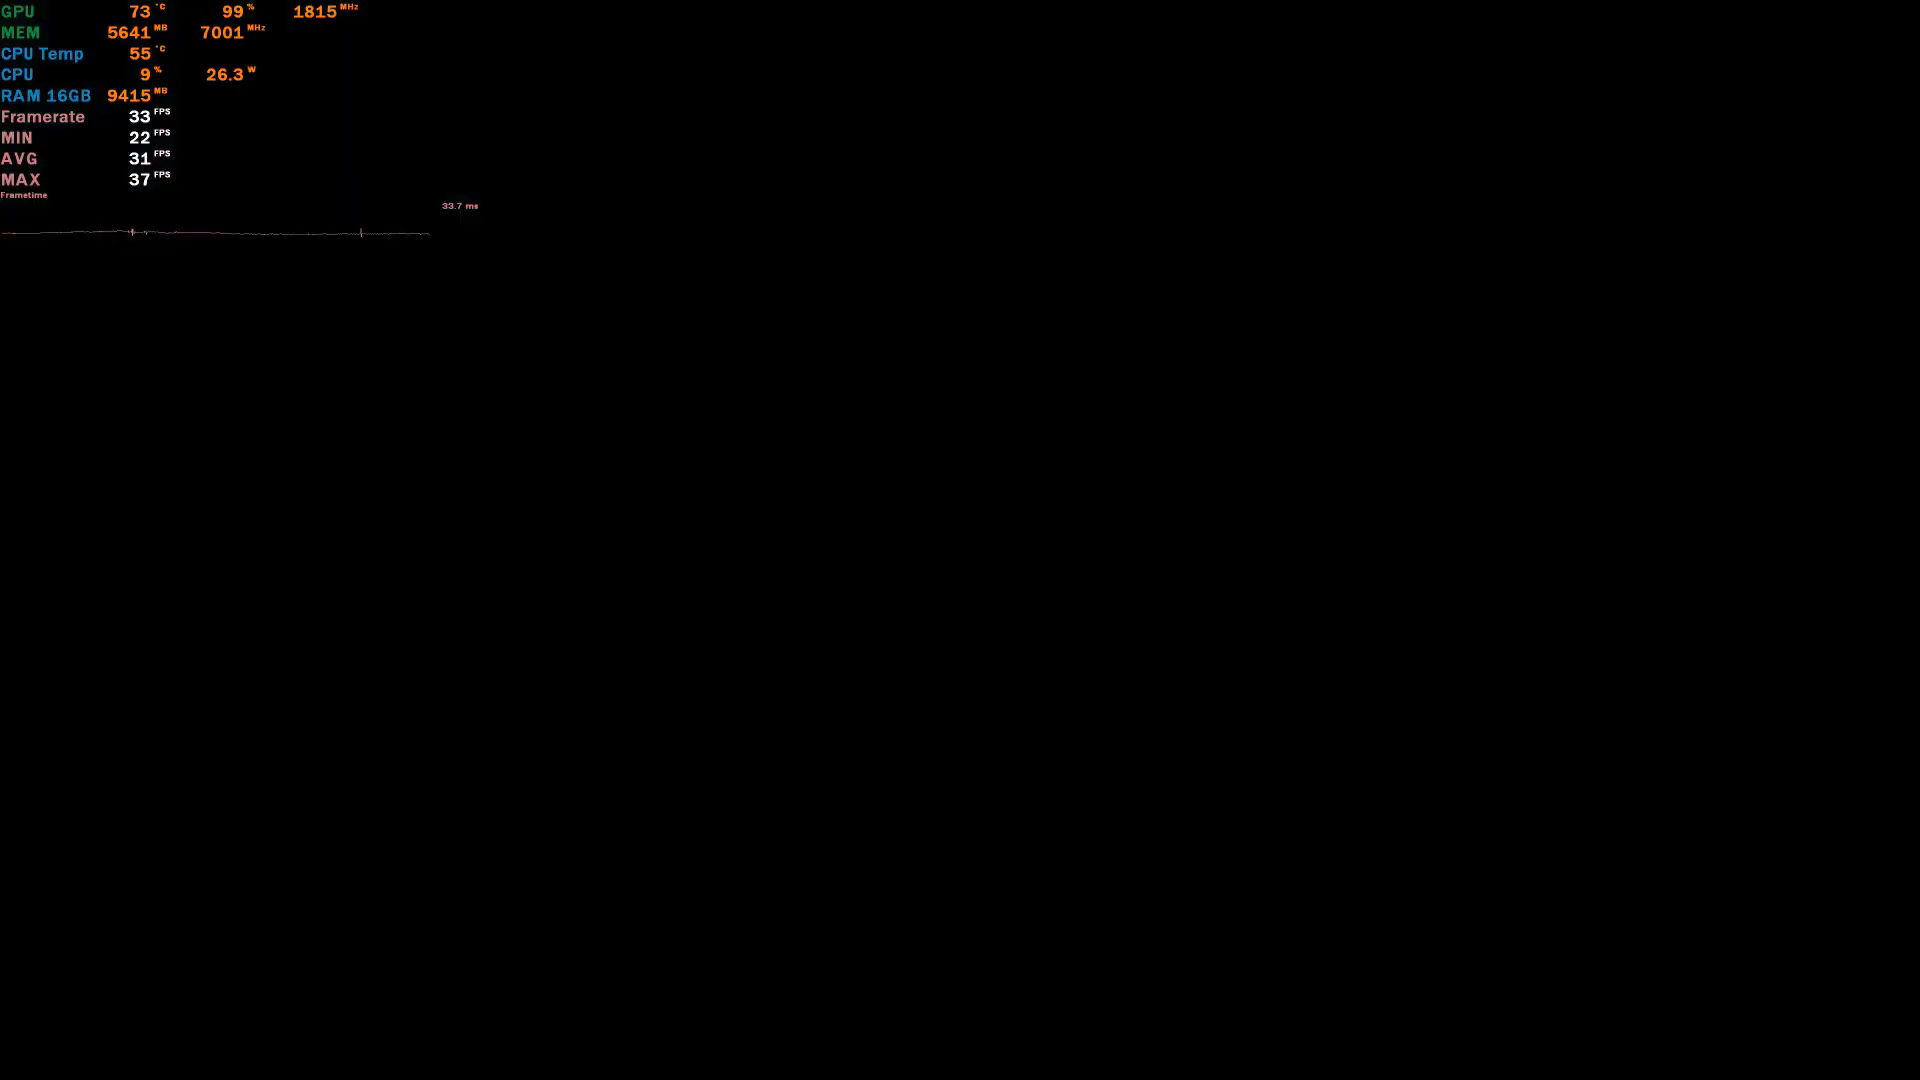 GPU 73 °C 99 % 1815 MHz
MEM 5641 MB 7001 MHz
CPU Temp 55 °C
CPU 9 % 26.3 W
RAM 16GB 9415 MB
Framerate 33 FPS
MIN 22 FPS
AVG 31 FPS
MAX 37 FPS
Frametime
33.7 ms